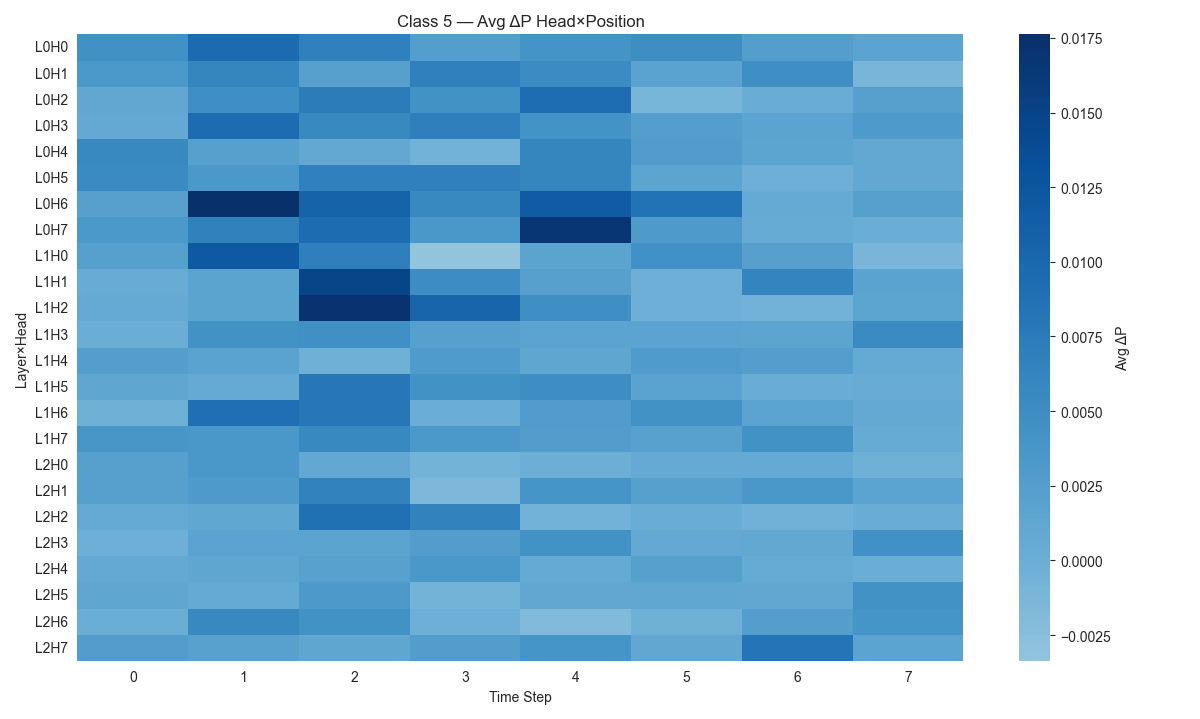 Class 5 — Avg ΔP Head×Position
L0H0
L0H1
L0H2
L0H3
L0H4
L0H5
L0H6
L0H7
L1H0
L1H1
L1H2
L1H3
L1H4
L1H5
L1H6
L1H7
L2H0
L2H1
L2H2
L2H3
L2H4
L2H5
L2H6
L2H7
Layer×Head
0 1 2 3 4 5 6 7
Time Step
0.0175
0.0150
0.0125
0.0100
0.0075
0.0050
0.0025
0.0000
−0.0025
Avg ΔP